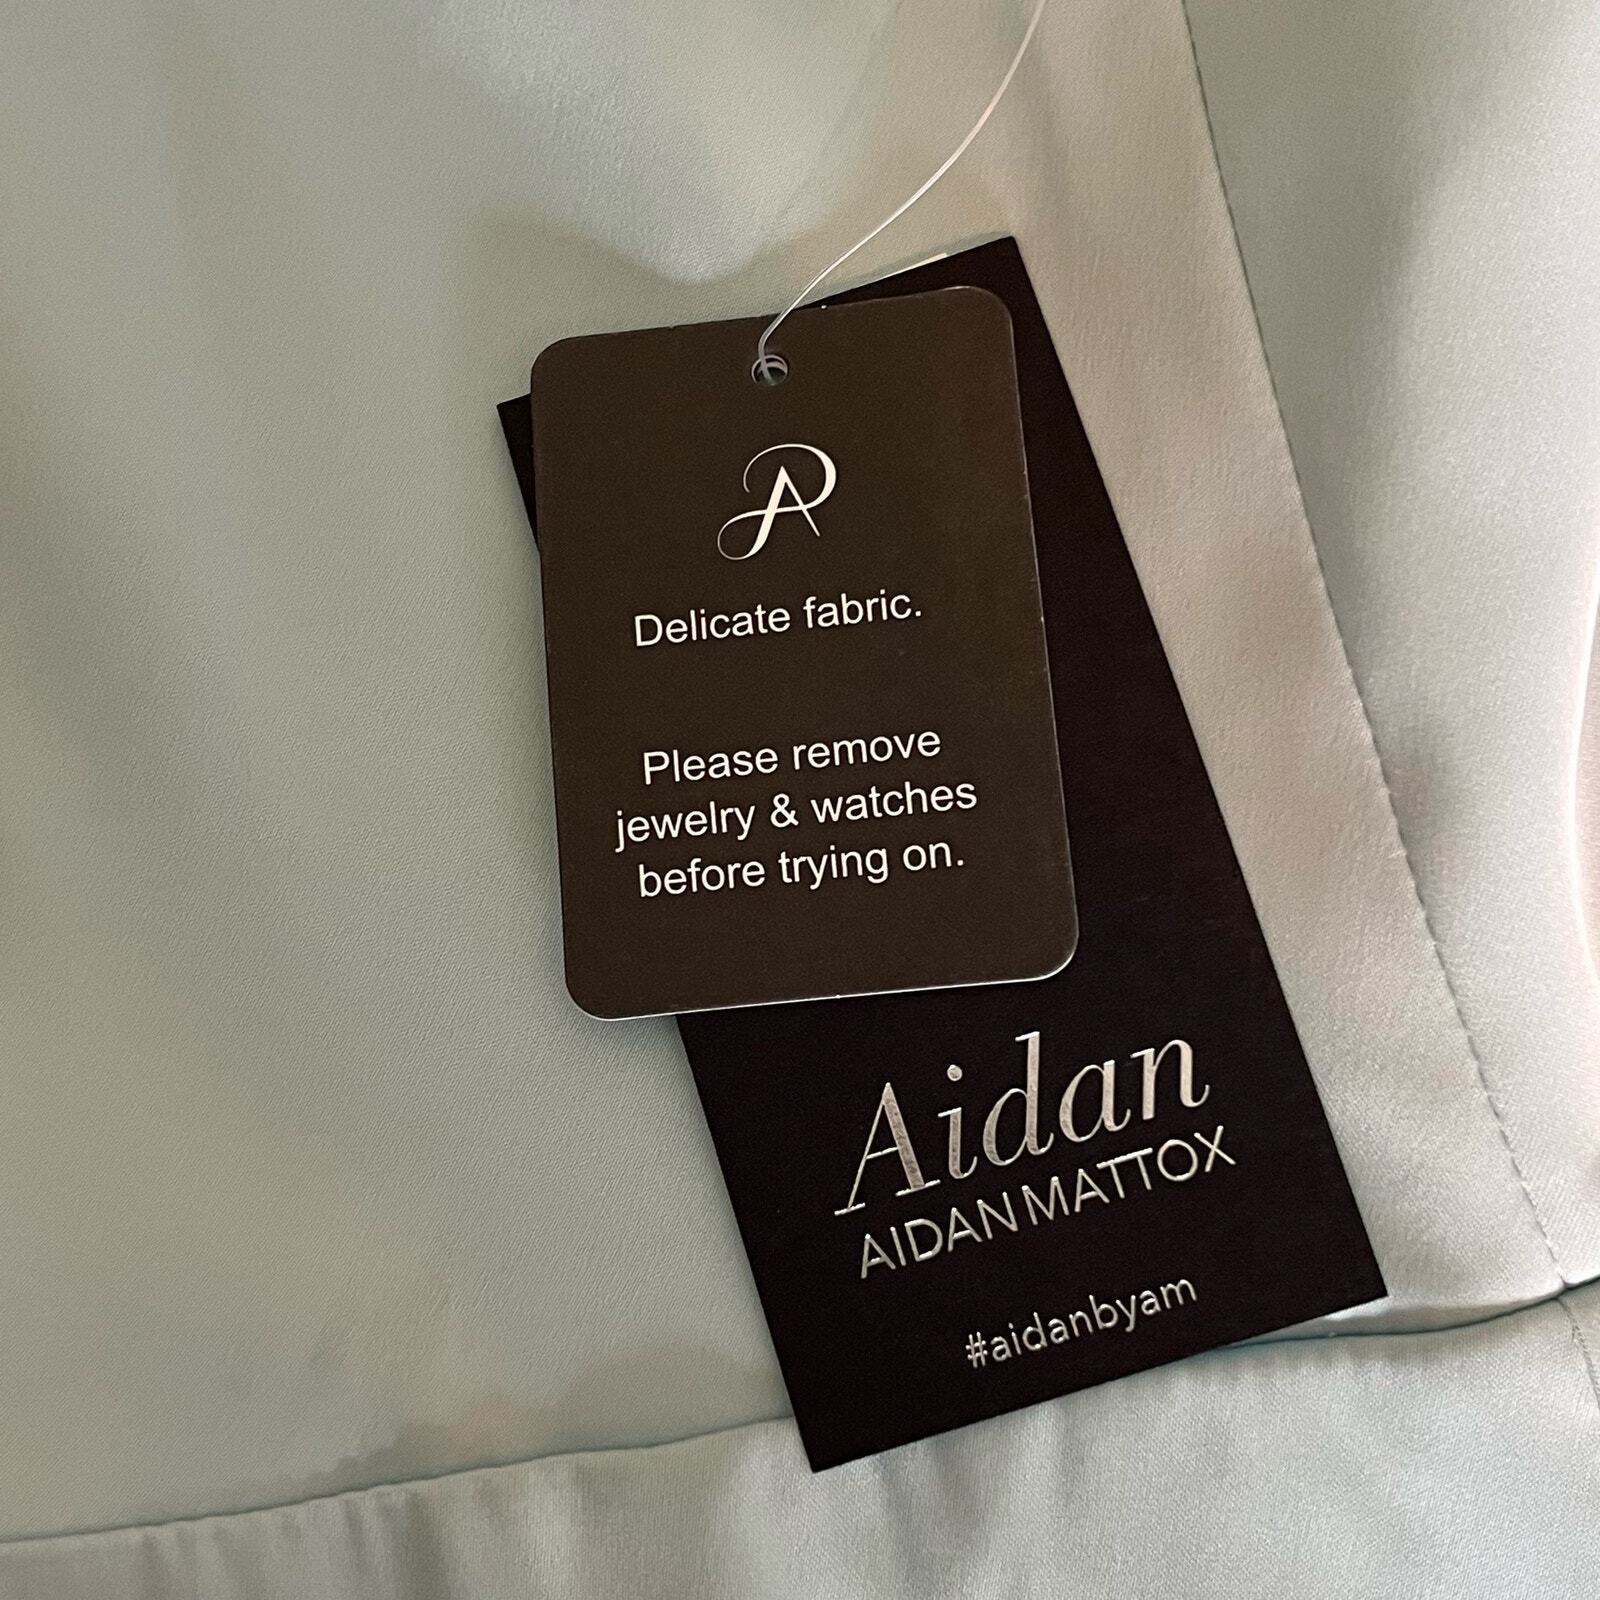 A
Delicate fabric.
Please remove
jewelry & watches
before trying on.
Aidan
AIDAN MATTOX
#aidanbyam